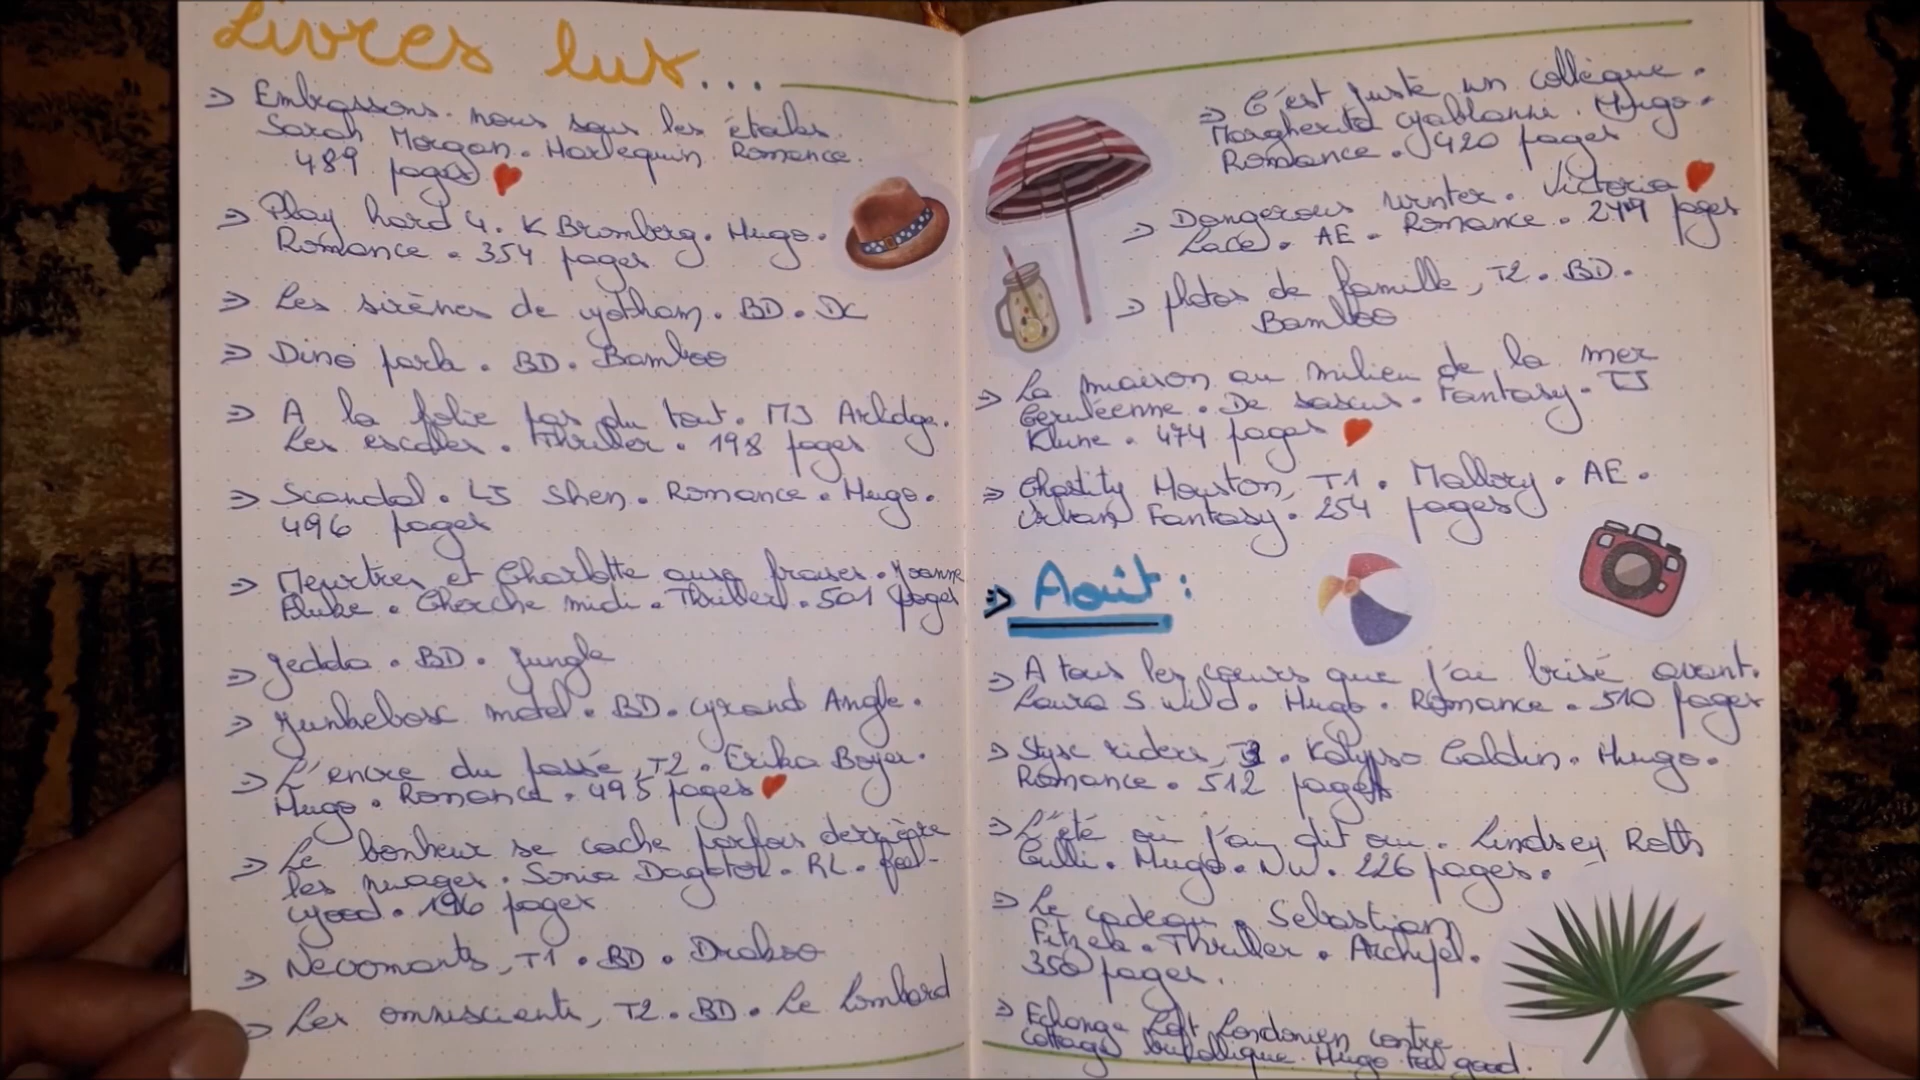 Livres lus...
⇒ Embrassons-nous sous les étoiles.
Sarah Morgan. Harlequin. Romance.
489 pages
⇒ Play hard 4. K Bromberg. Hugo.
Romance. 354 pages
⇒ Les sirènes de Gotham. BD. DC
⇒ Dino park. BD. Bamboo
⇒ A la folie pas du tout. MJ Arlidge.
Les escales. Thriller. 198 pages
⇒ Scandal. LJ Shen. Romance. Hugo.
496 pages
⇒ Meurtres et Charlotte aux fraises. Joanne
Fluke. Cherche midi. Thriller. 501 pages
⇒ Jedda. BD. Jungle
⇒ Junkebox motel. BD. Grand Angle.
⇒ L'encre du passé, T2. Erika Boyer.
Hugo. Romance. 495 pages
⇒ Le bonheur se cache parfois derrière
les nuages. Sonia Dagotor. RL. feel-
good. 196 pages
⇒ T1. BD. Drakoo
⇒ Les omniscients, T2. BD. Le Lombard
⇒ C'est juste un collègue.
Margherita Giablanni. Hugo.
Romance. 420 pages
⇒ Dangerous winter. Victoria
Lace. AE. Romance. 244 pages
⇒ photos de famille, T2. BD.
Bamboo
⇒ La maison au milieu de la mer
Céruléenne. De saxus. Fantasy. TJ
Klune. 474 pages
⇒ Chastity Houston, T1. Mallory. AE.
Urban Fantasy. 254 pages
⇒ Août :
⇒ A tous les coeurs que j'ai brisé avant.
Laura S. Wild. Hugo. Romance. 510 pages
⇒ Styx riders, T3. Kalypso Caldin. Hugo.
Romance. 512 pages
⇒ L'été où j'ai dit oui. Lindsey Roth
Culli. Hugo. NW. 226 pages.
⇒ Le cadeau. Sebastian
Fitzek. Thriller. Archipel.
350 pages.
⇒ Echange Loft Londonien contre
cottage bucolique. Hugo Feel good.